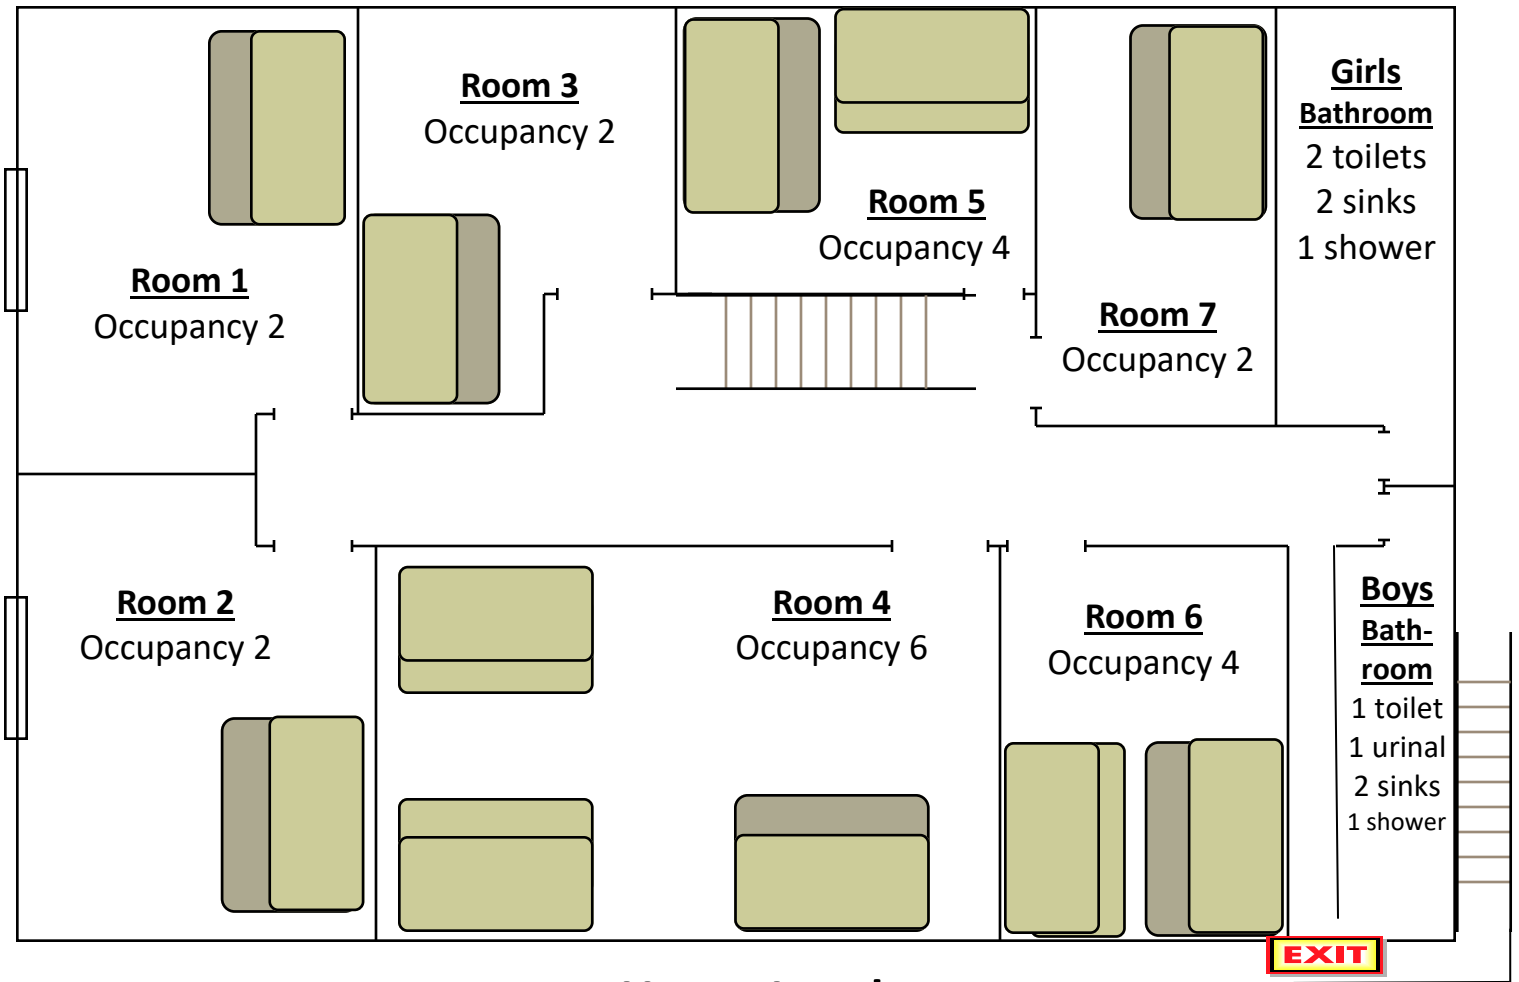 Room 1
Occupancy 2
Room 3
Occupancy 2
Room 5
Occupancy 4
Room 7
Occupancy 2
Girls
Bathroom
2 toilets
2 sinks
1 shower
Room 2
Occupancy 2
Room 4
Occupancy 6
Room 6
Occupancy 4
Boys
Bath-
room
1 toilet
1 urinal
2 sinks
1 shower
EXIT